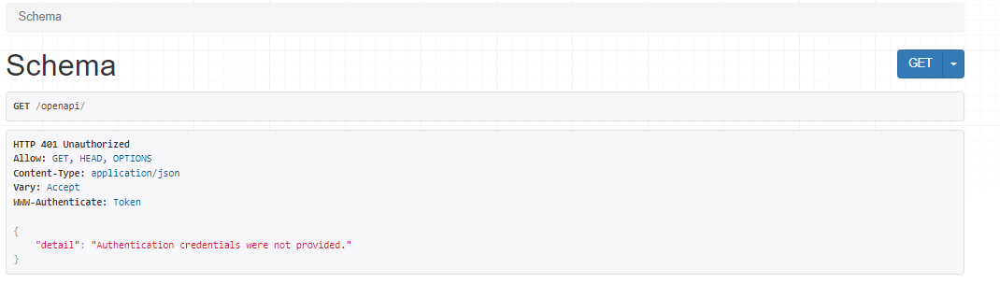 Schema
Schema
GET
GET /openapi/
HTTP 401 Unauthorized
Allow: GET, HEAD, OPTIONS
Content-Type: application/json
Vary: Accept
WWW-Authenticate: Token
{
"detail": "Authentication credentials were not provided."
}